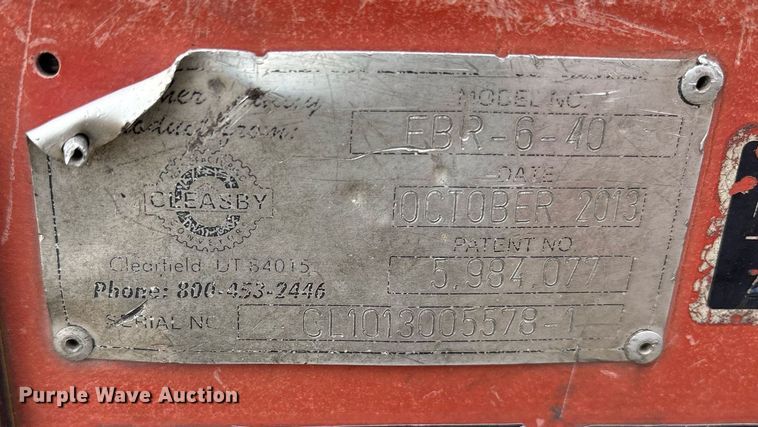 MODEL NO.
FBR-6-40
DATE
OCTOBER 2013
CLEASBY
PATENT NO.
5,984,077
Clearfield, UT 84015
Phone: 800-453-2446
SERIAL NO.
CL1013005578-1
Purple Wave Auction